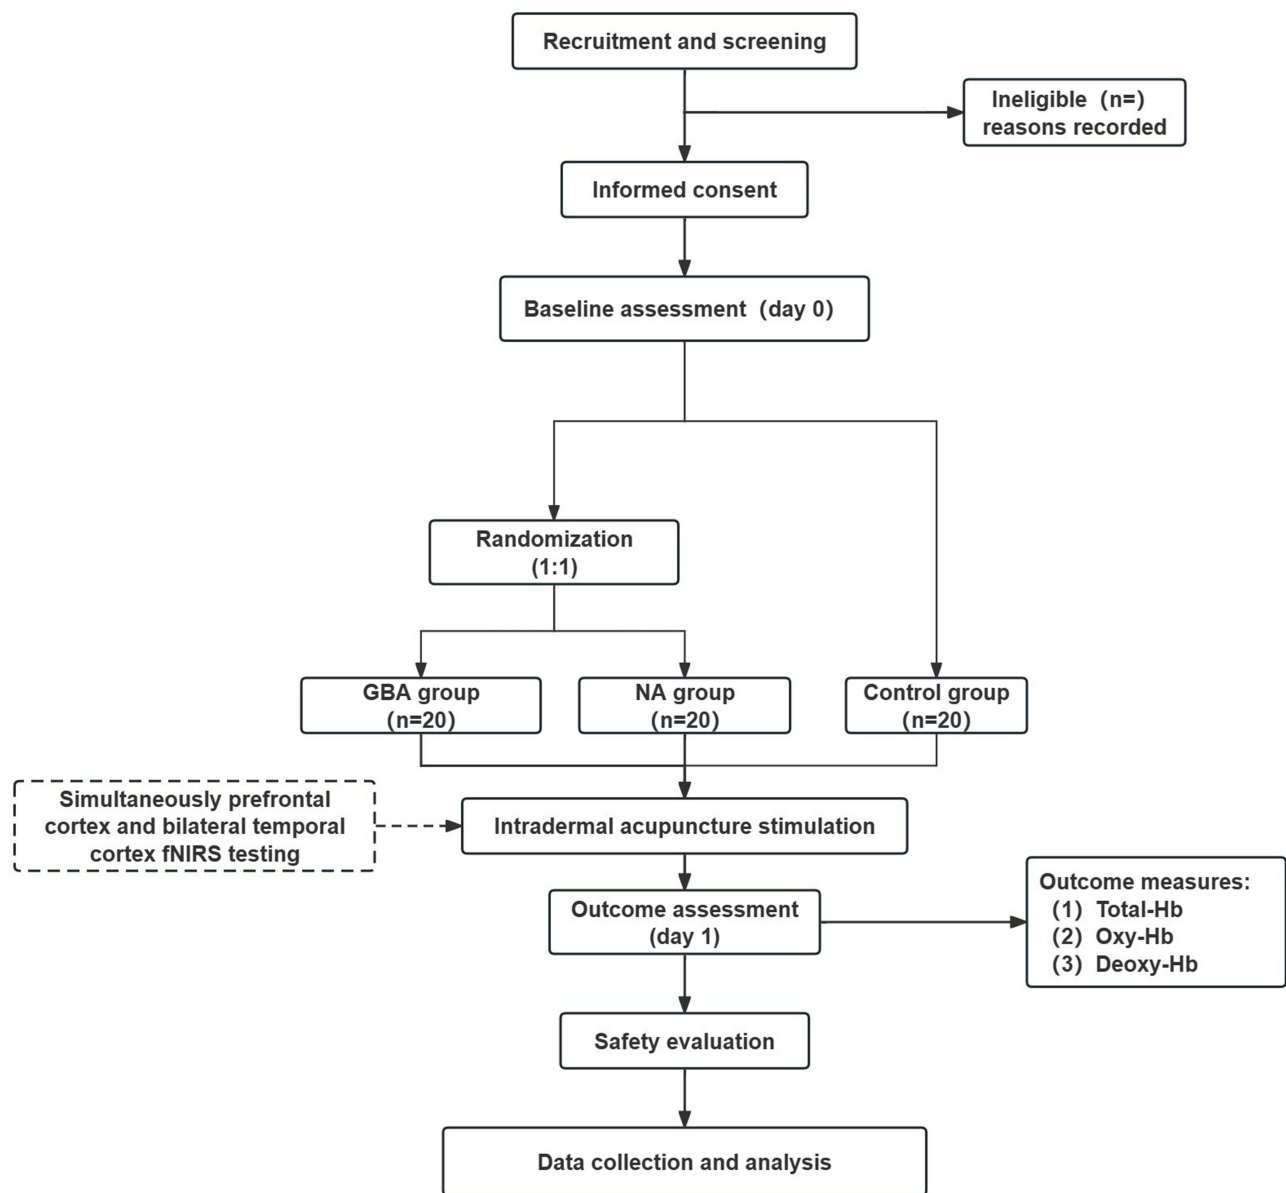 Recruitment and screening
Ineligible（n=）
reasons recorded
Informed consent
Baseline assessment（day 0）
Randomization
(1:1)
GBA group
（n=20）
NA group
（n=20）
Control group
（n=20）
Simultaneously prefrontal
cortex and bilateral temporal
cortex fNIRS testing
Intradermal acupuncture stimulation
Outcome assessment
(day 1)
Outcome measures:
（1）Total-Hb
（2）Oxy-Hb
（3）Deoxy-Hb
Safety evaluation
Data collection and analysis